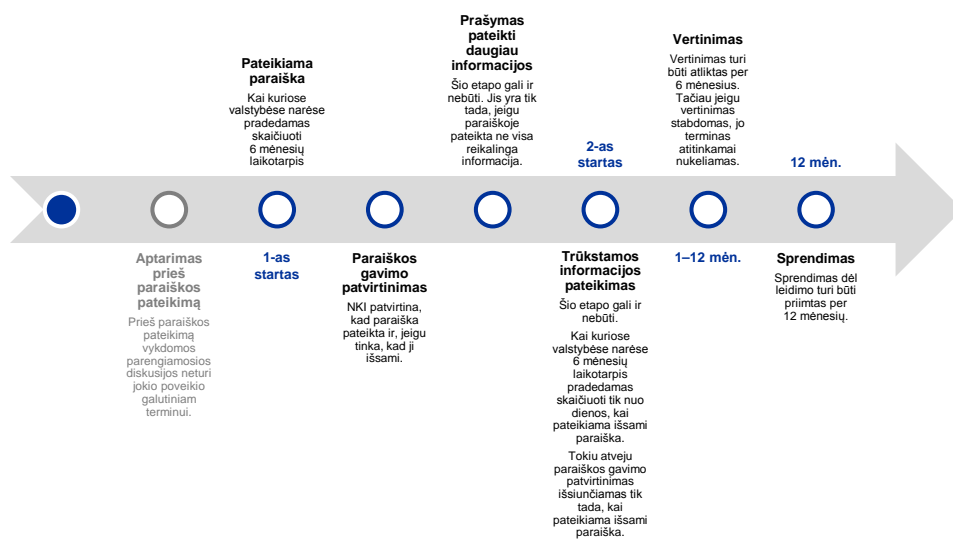 Aptarimas
prieš
paraiškos
pateikimą
Prieš paraiškos
pateikimą
vykdomos
parengiamosios
diskusijos neturi
jokio poveikio
galutiniam
terminui.
Pateikiama
paraiška
Kai kuriose
valstybėse narėse
pradedamas
skaičiuoti
6 mėnesių
laikotarpis
1-as
startas
Paraiškos
gavimo
patvirtinimas
NKI patvirtina,
kad paraiška
pateikta ir, jeigu
tinka, kad ji
išsami.
Prašymas
pateikti
daugiau
informacijos
Šio etapo gali ir
nebūti. Jis yra tik
tada, jeigu
paraiškoje
pateikta ne visa
reikalinga
informacija.
2-as
startas
Trūkstamos
informacijos
pateikimas
Šio etapo gali ir
nebūti.
Kai kuriose
valstybėse narėse
6 mėnesių
laikotarpis
pradedamas
skaičiuoti tik nuo
dienos, kai
pateikiama išsami
paraiška.
Tokiu atveju
paraiškos gavimo
patvirtinimas
išsiunčiamas tik
tada, kai
pateikiama išsami
paraiška.
Vertinimas
Vertinimas turi
būti atliktas per
6 mėnesius.
Tačiau jeigu
vertinimas
stabdomas, jo
terminas
atitinkamai
nukeliamas.
1–12 mėn.
12 mėn.
Sprendimas
Sprendimas dėl
leidimo turi būti
priimtas per
12 mėnesių.